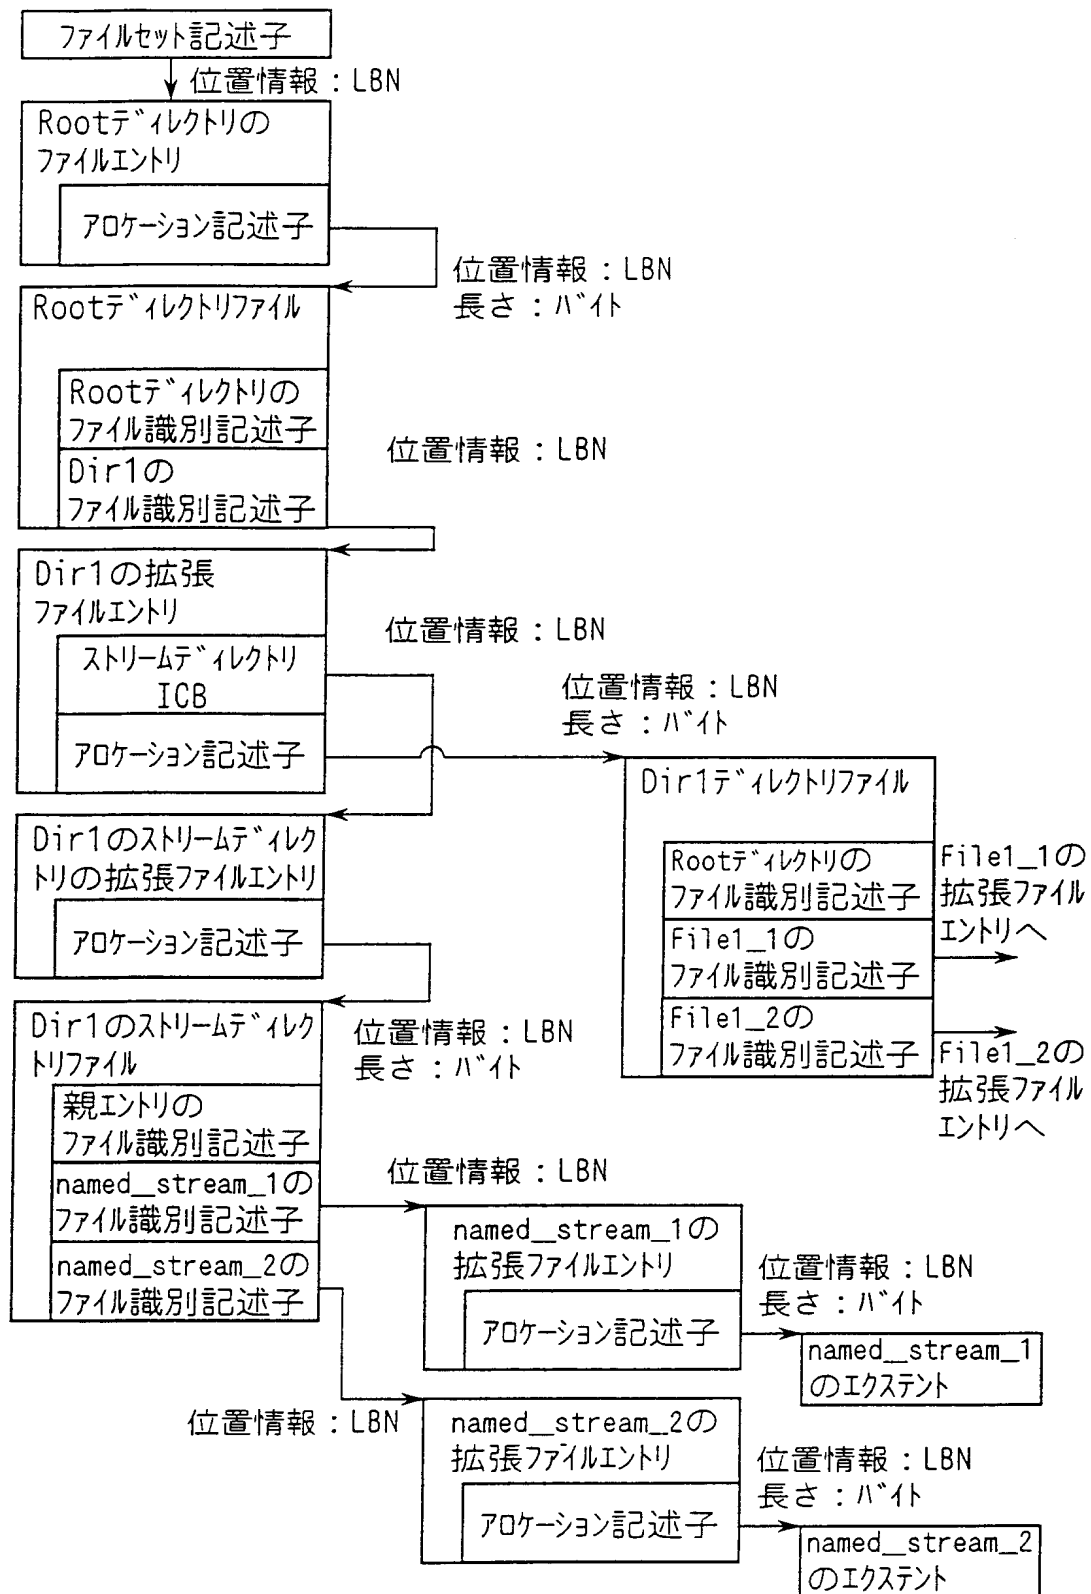 ファイルセット記述子
位置情報：LBN
Rootディレクトリの
ファイルエントリ
アロケーション記述子
位置情報：LBN
長さ：バイト
Rootディレクトリファイル
Rootディレクトリの
ファイル識別記述子
Dir1の
ファイル識別記述子
位置情報：LBN
Dir1の拡張
ファイルエントリ
位置情報：LBN
ストリームディレクトリ
ICB
アロケーション記述子
位置情報：LBN
長さ：バイト
Dir1ディレクトリファイル
Rootディレクトリの
ファイル識別記述子
File1_1の
ファイル識別記述子
File1_2の
ファイル識別記述子
File1_1の
拡張ファイル
エントリへ
File1_2の
拡張ファイル
エントリへ
Dir1のストリームディレク
トリの拡張ファイルエントリ
アロケーション記述子
位置情報：LBN
長さ：バイト
Dir1のストリームディレク
トリファイル
親エントリの
ファイル識別記述子
named_stream_1の
ファイル識別記述子
named_stream_2の
ファイル識別記述子
位置情報：LBN
named_stream_1の
拡張ファイルエントリ
アロケーション記述子
位置情報：LBN
長さ：バイト
named_stream_1
のエクステント
位置情報：LBN
named_stream_2の
拡張ファイルエントリ
アロケーション記述子
位置情報：LBN
長さ：バイト
named_stream_2
のエクステント